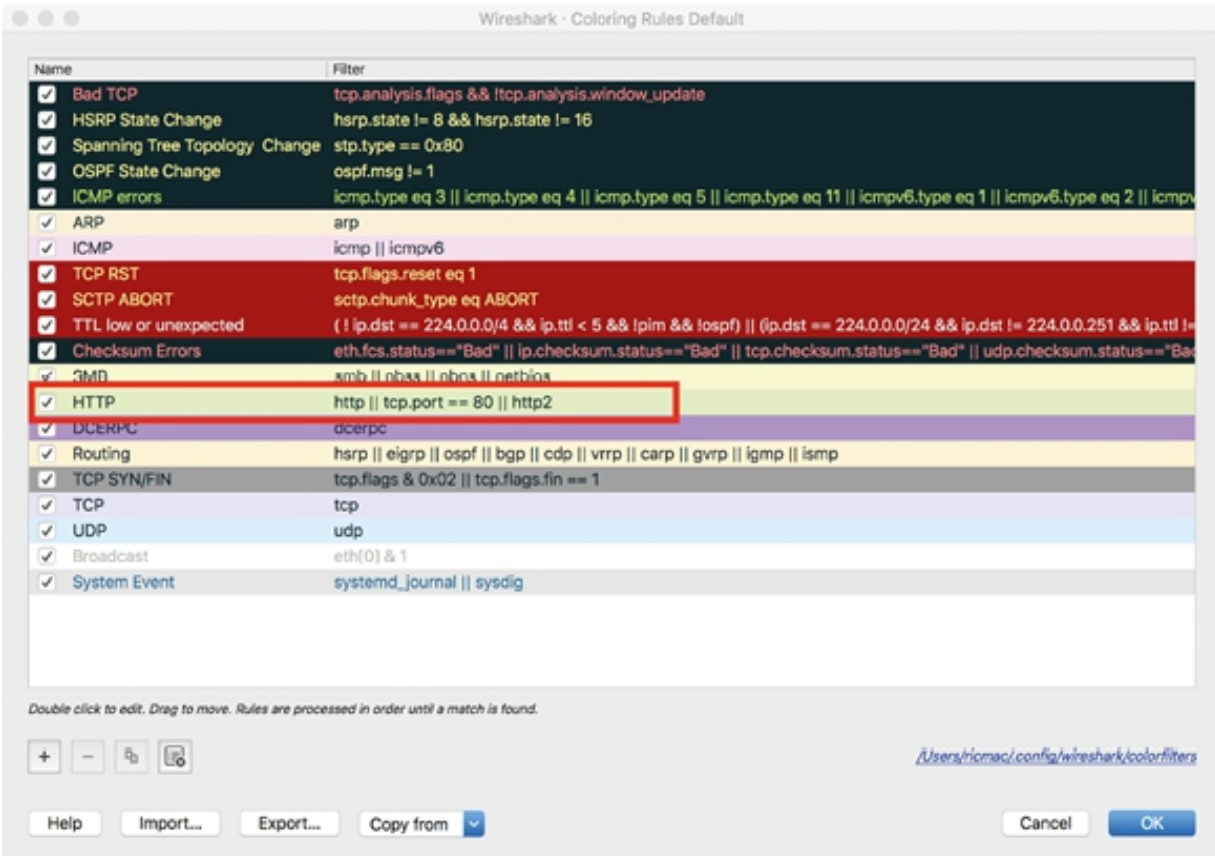 Wireshark · Coloring Rules Default
Name Filter
Bad TCP tcp.analysis.flags && !tcp.analysis.window_update
HSRP State Change hsrp.state != 8 && hsrp.state != 16
Spanning Tree Topology Change stp.type == 0x80
OSPF State Change ospf.msg != 1
ICMP errors icmp.type eq 3 || icmp.type eq 4 || icmp.type eq 5 || icmp.type eq 11 || icmpv6.type eq 1 || icmpv6.type eq 2 || icmpv
ARP arp
ICMP icmp || icmpv6
TCP RST tcp.flags.reset eq 1
SCTP ABORT sctp.chunk_type eq ABORT
TTL low or unexpected ( ! ip.dst == 224.0.0.0/4 && ip.ttl < 5 && !pim && !ospf) || (ip.dst == 224.0.0.0/24 && ip.dst != 224.0.0.251 && ip.ttl !=
Checksum Errors eth.fcs.status=="Bad" || ip.checksum.status=="Bad" || tcp.checksum.status=="Bad" || udp.checksum.status=="Bad
SMB smb || nbss || nbns || netbios
HTTP http || tcp.port == 80 || http2
DCERPC dcerpc
Routing hsrp || eigrp || ospf || bgp || cdp || vrrp || carp || gvrp || igmp || ismp
TCP SYN/FIN tcp.flags & 0x02 || tcp.flags.fin == 1
TCP tcp
UDP udp
Broadcast eth[0] & 1
System Event systemd_journal || sysdig
Double click to edit. Drag to move. Rules are processed in order until a match is found.
/Users/ricmac/.config/wireshark/colorfilters
Help Import... Export... Copy from Cancel OK